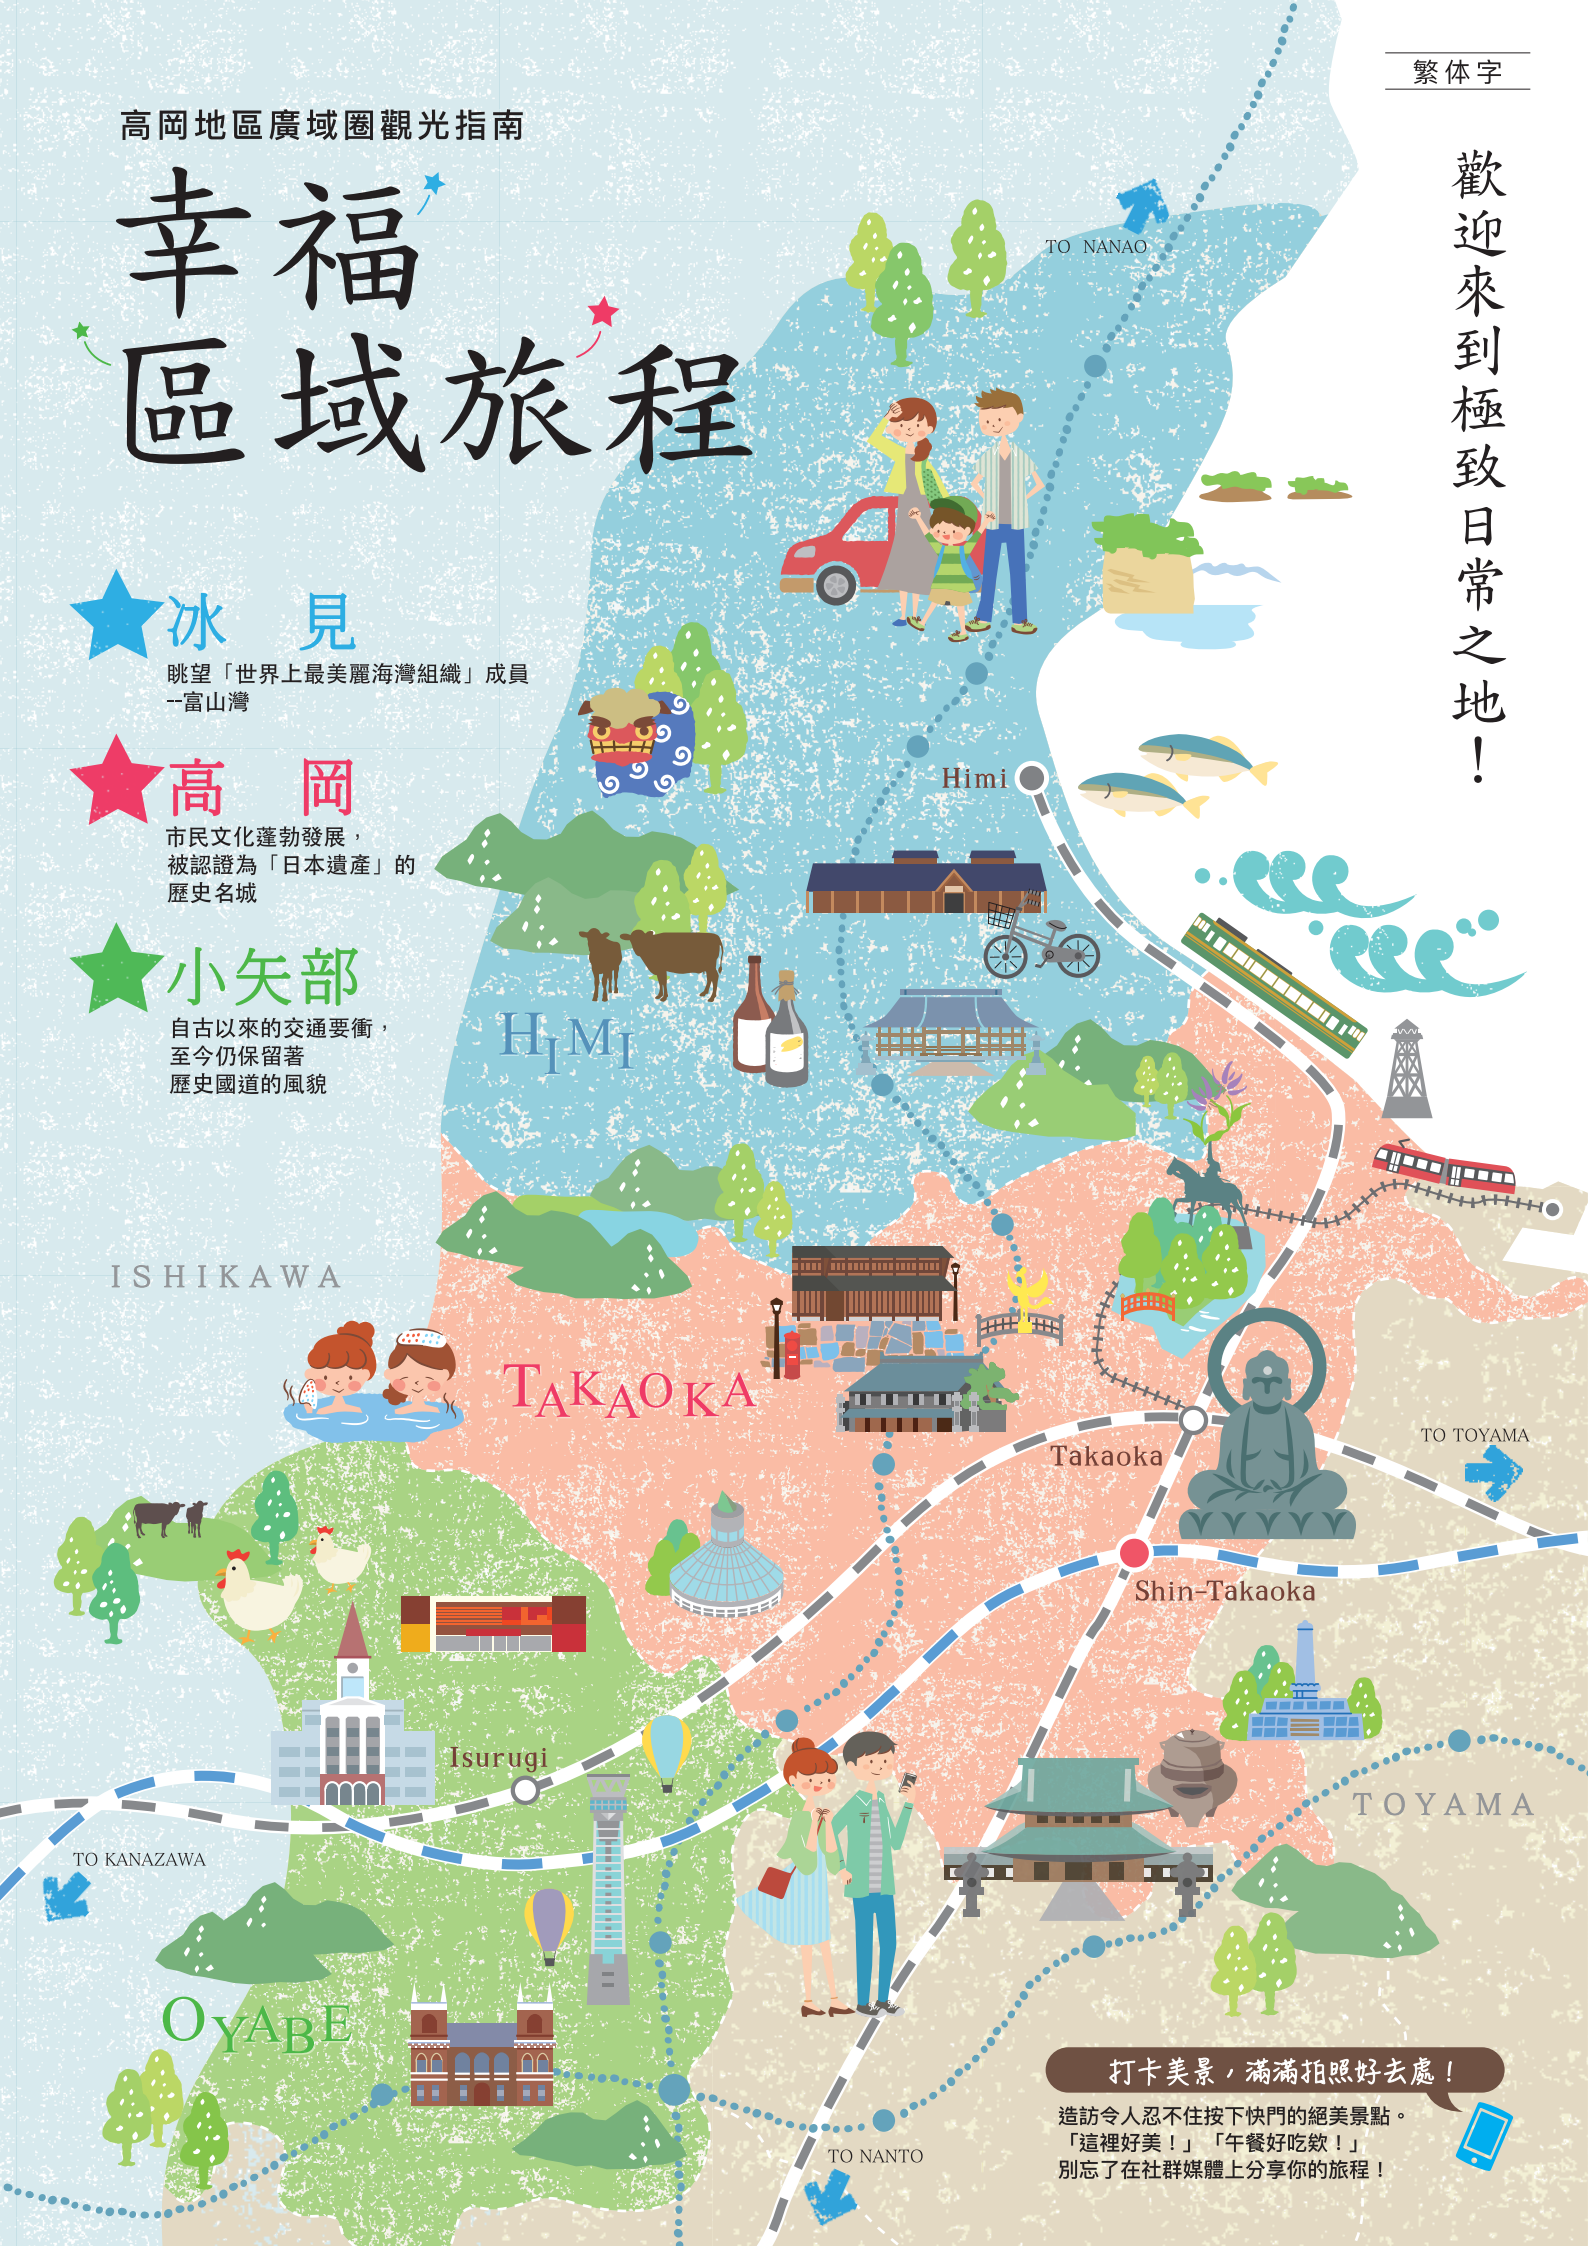 繁体字
高岡地區廣域圈觀光指南
幸福
區域旅程
歡迎來到極致日常之地！
冰見
眺望「世界上最美麗海灣組織」成員
--富山灣
高岡
市民文化蓬勃發展，
被認證為「日本遺產」的
歷史名城
小矢部
自古以來的交通要衝，
至今仍保留著
歷史國道的風貌
TO NANAO
Himi
HIMI
ISHIKAWA
TAKAOKA
Takaoka
TO TOYAMA
Shin-Takaoka
Isurugi
TOYAMA
TO KANAZAWA
OYABE
TO NANTO
打卡美景，滿滿拍照好去處！
造訪令人忍不住按下快門的絕美景點。
「這裡好美！」「午餐好吃欸！」
別忘了在社群媒體上分享你的旅程！